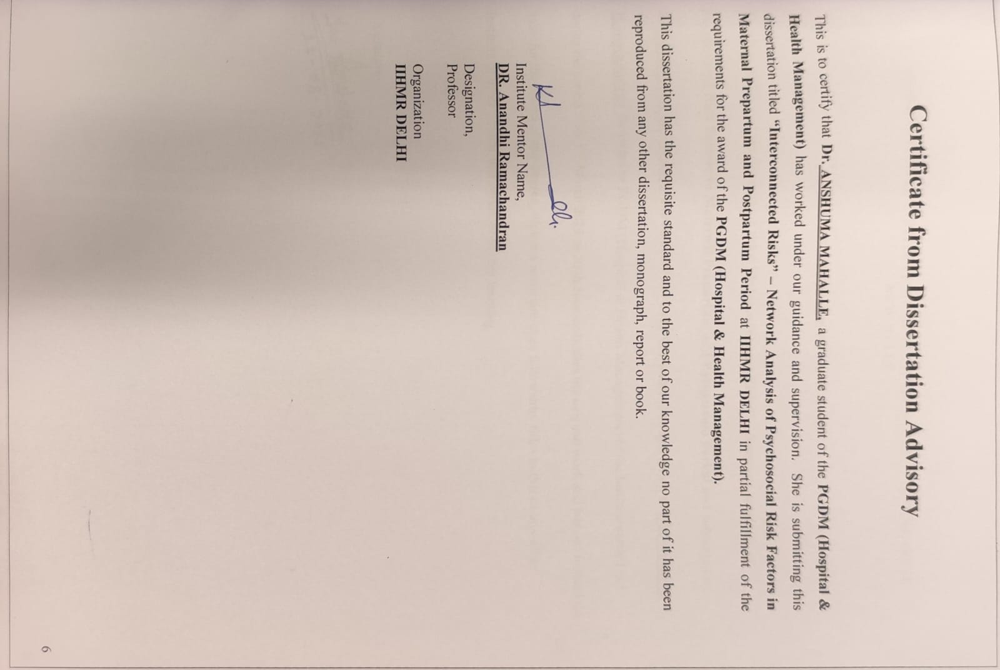 Certificate from Dissertation Advisory
This is to certify that Dr. ANSHUMA MAHALLE, a graduate student of the PGDM (Hospital &
Health Management) has worked under our guidance and supervision. She is submitting this
dissertation titled “Interconnected Risks” – Network Analysis of Psychosocial Risk Factors in
Maternal Prepartum and Postpartum Period at IIHMR DELHI in partial fulfillment of the
requirements for the award of the PGDM (Hospital & Health Management).
This dissertation has the requisite standard and to the best of our knowledge no part of it has been
reproduced from any other dissertation, monograph, report or book.
Institute Mentor Name,
DR. Anandhi Ramachandran
Designation,
Professor
Organization
IIHMR DELHI
6